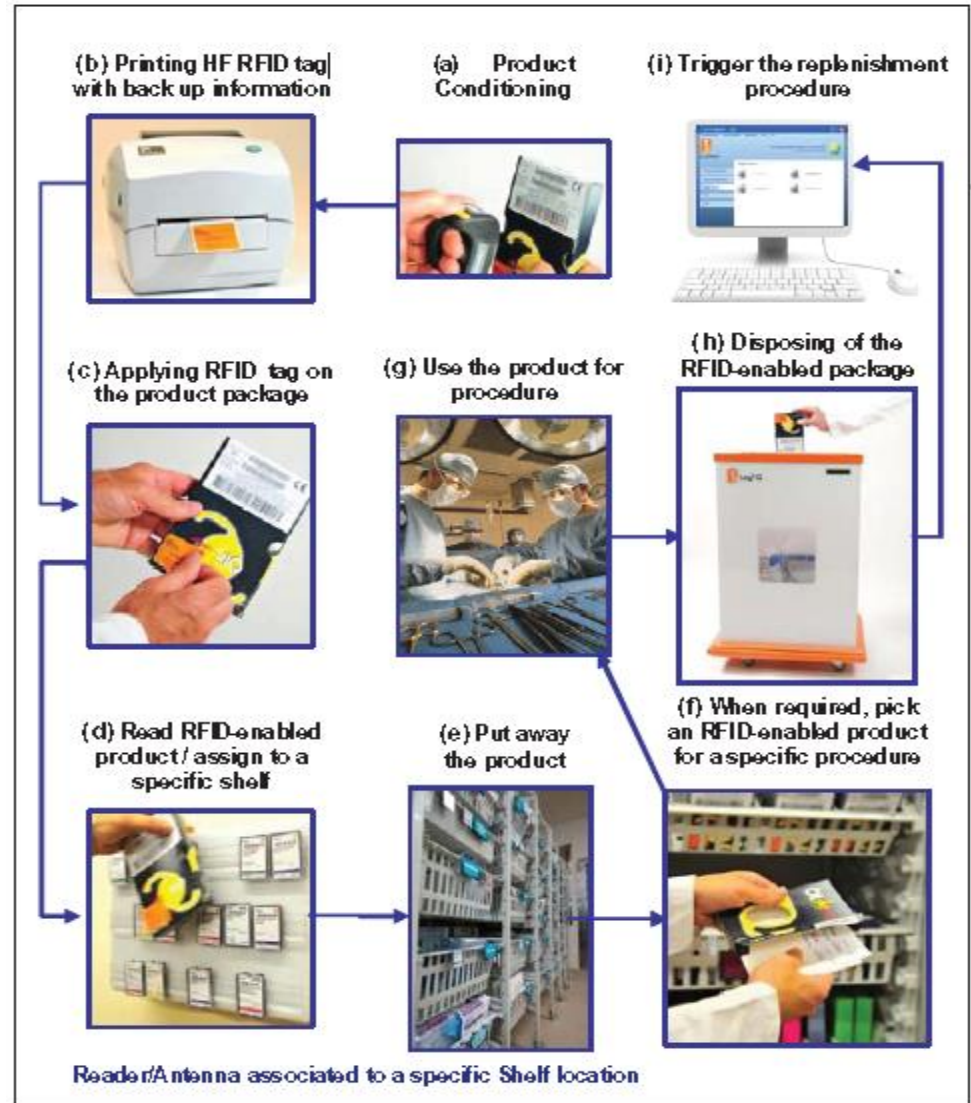 (b) Printing HF RFID tag
with back up information
(a) Product
Conditioning
(i) Trigger the replenishment
procedure
(c) Applying RFID tag on
the product package
(g) Use the product for
procedure
(h) Disposing of the
RFID-enabled package
(d) Read RFID-enabled
product / assign to a
specific shelf
(e) Put away
the product
(f) When required, pick
an RFID-enabled product
for a specific procedure
Reader/Antenna associated to a specific Shelf location